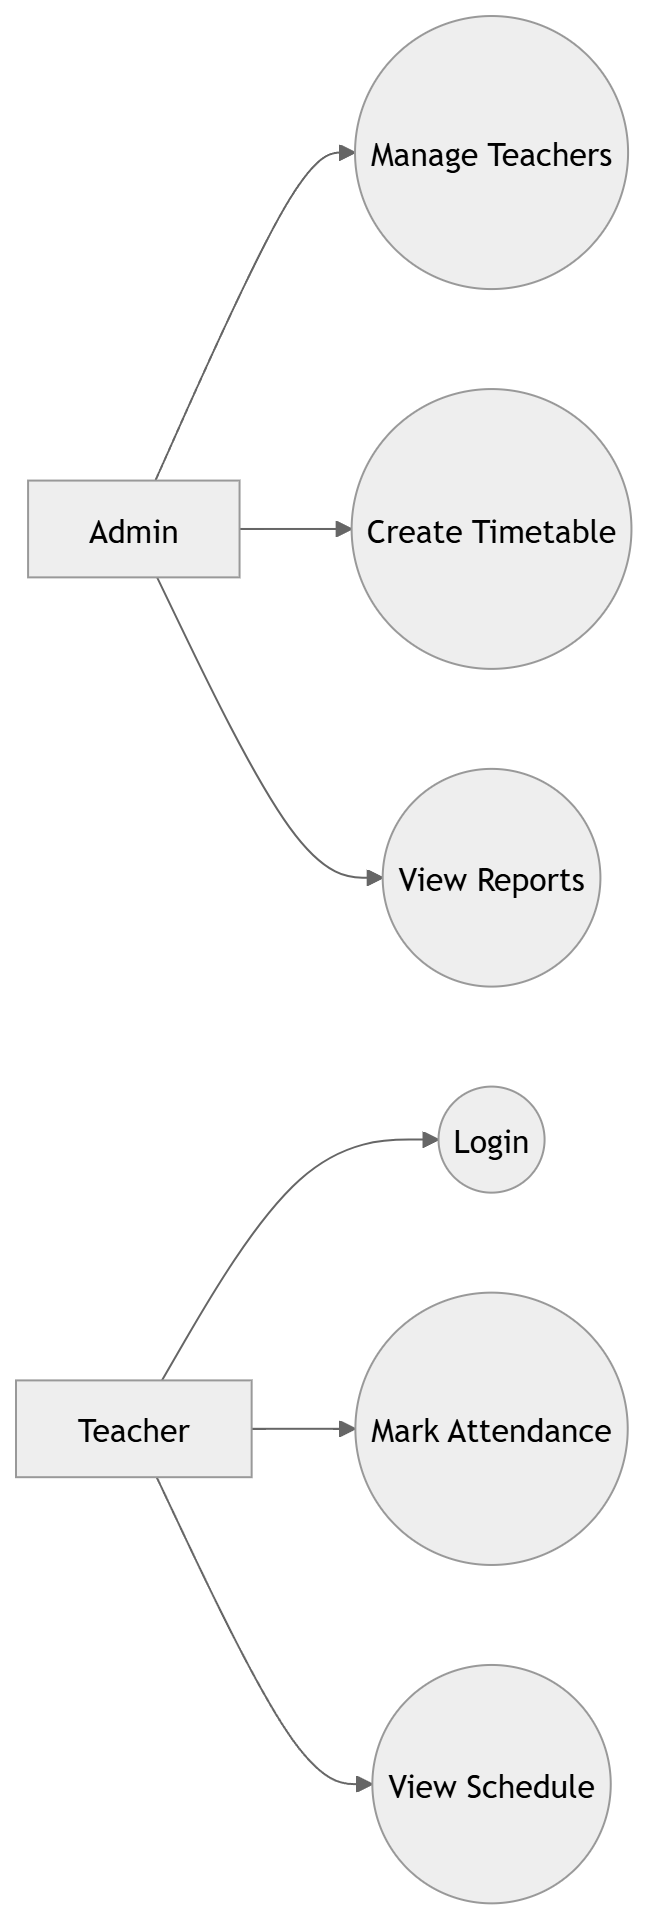 Manage Teachers
Admin
Create Timetable
View Reports
Login
Teacher
Mark Attendance
View Schedule